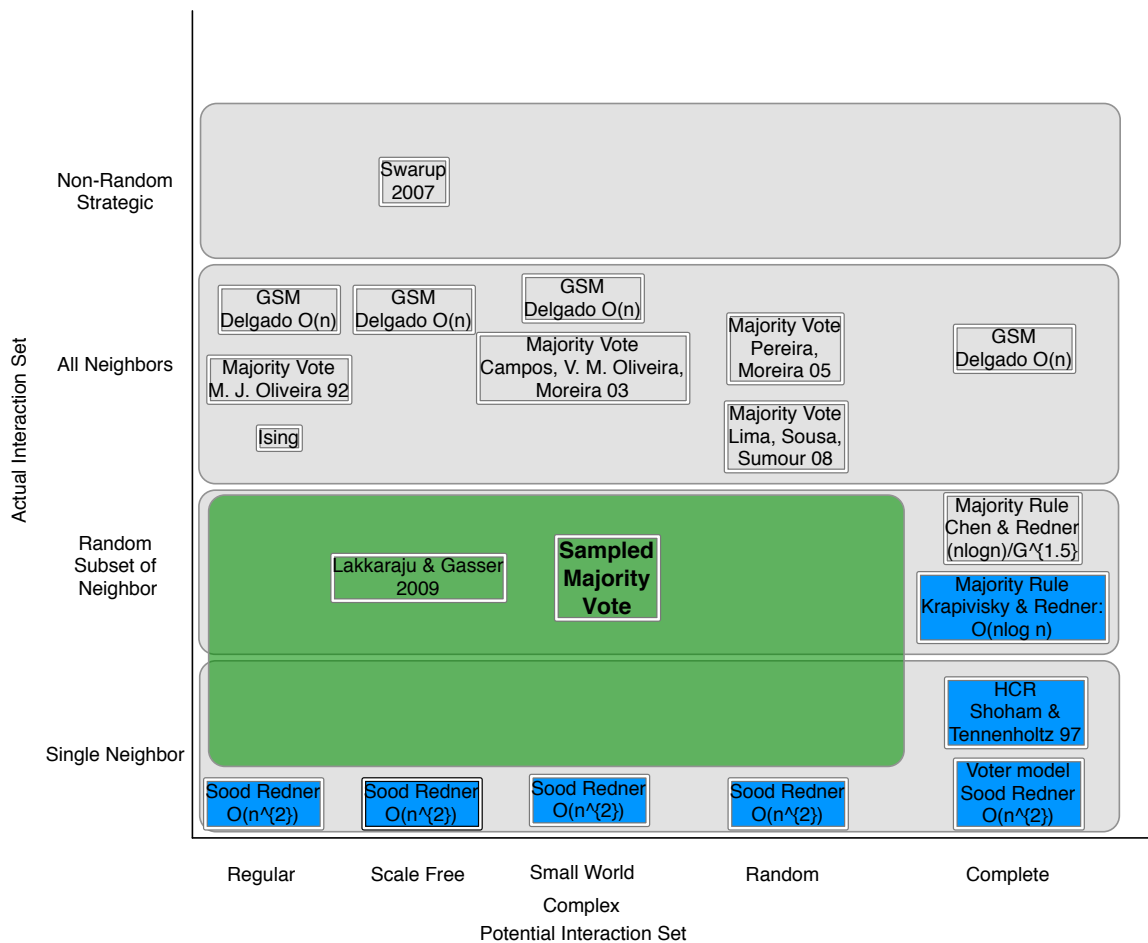 Actual Interaction Set
Non-Random
Strategic
Swarup
2007
All Neighbors
GSM
Delgado O(n)
GSM
Delgado O(n)
GSM
Delgado O(n)
Majority Vote
Pereira,
Moreira 05
GSM
Delgado O(n)
Majority Vote
M. J. Oliveira 92
Majority Vote
Campos, V. M. Oliveira,
Moreira 03
Ising
Majority Vote
Lima, Sousa,
Sumour 08
Random
Subset of
Neighbor
Lakkaraju & Gasser
2009
Sampled
Majority
Vote
Majority Rule
Chen & Redner
(nlogn)/G^{1.5}
Majority Rule
Krapivisky & Redner:
O(nlog n)
Single Neighbor
HCR
Shoham &
Tennenholtz 97
Sood Redner
O(n^{2})
Sood Redner
O(n^{2})
Sood Redner
O(n^{2})
Sood Redner
O(n^{2})
Voter model
Sood Redner
O(n^{2})
Regular
Scale Free
Small World
Random
Complete
Complex
Potential Interaction Set